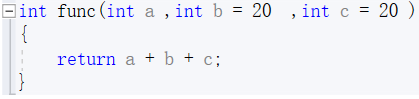 int func(int a ,int b = 20  ,int c = 20 )
{
    return a + b + c;
}